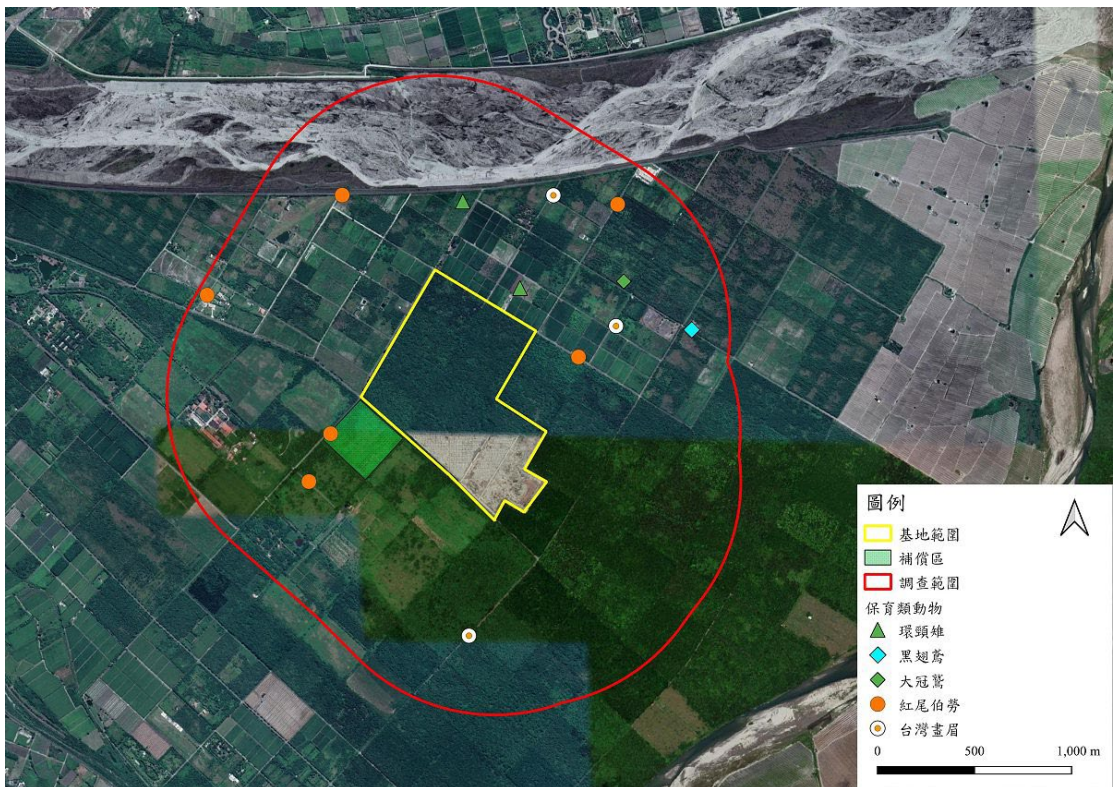 圖例
基地範圍
補償區
調查範圍
保育類動物
環頸雉
黑翅鳶
大冠鷲
紅尾伯勞
台灣畫眉
0 500 1,000 m